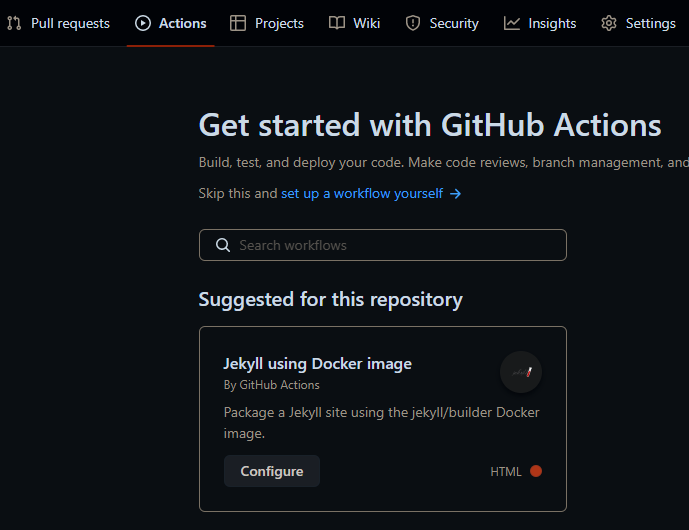 Pull requests Actions Projects Wiki Security Insights Settings
Get started with GitHub Actions
Build, test, and deploy your code. Make code reviews, branch management, and
Skip this and set up a workflow yourself →
Search workflows
Suggested for this repository
Jekyll using Docker image
By GitHub Actions
Package a Jekyll site using the jekyll/builder Docker
image.
Configure HTML